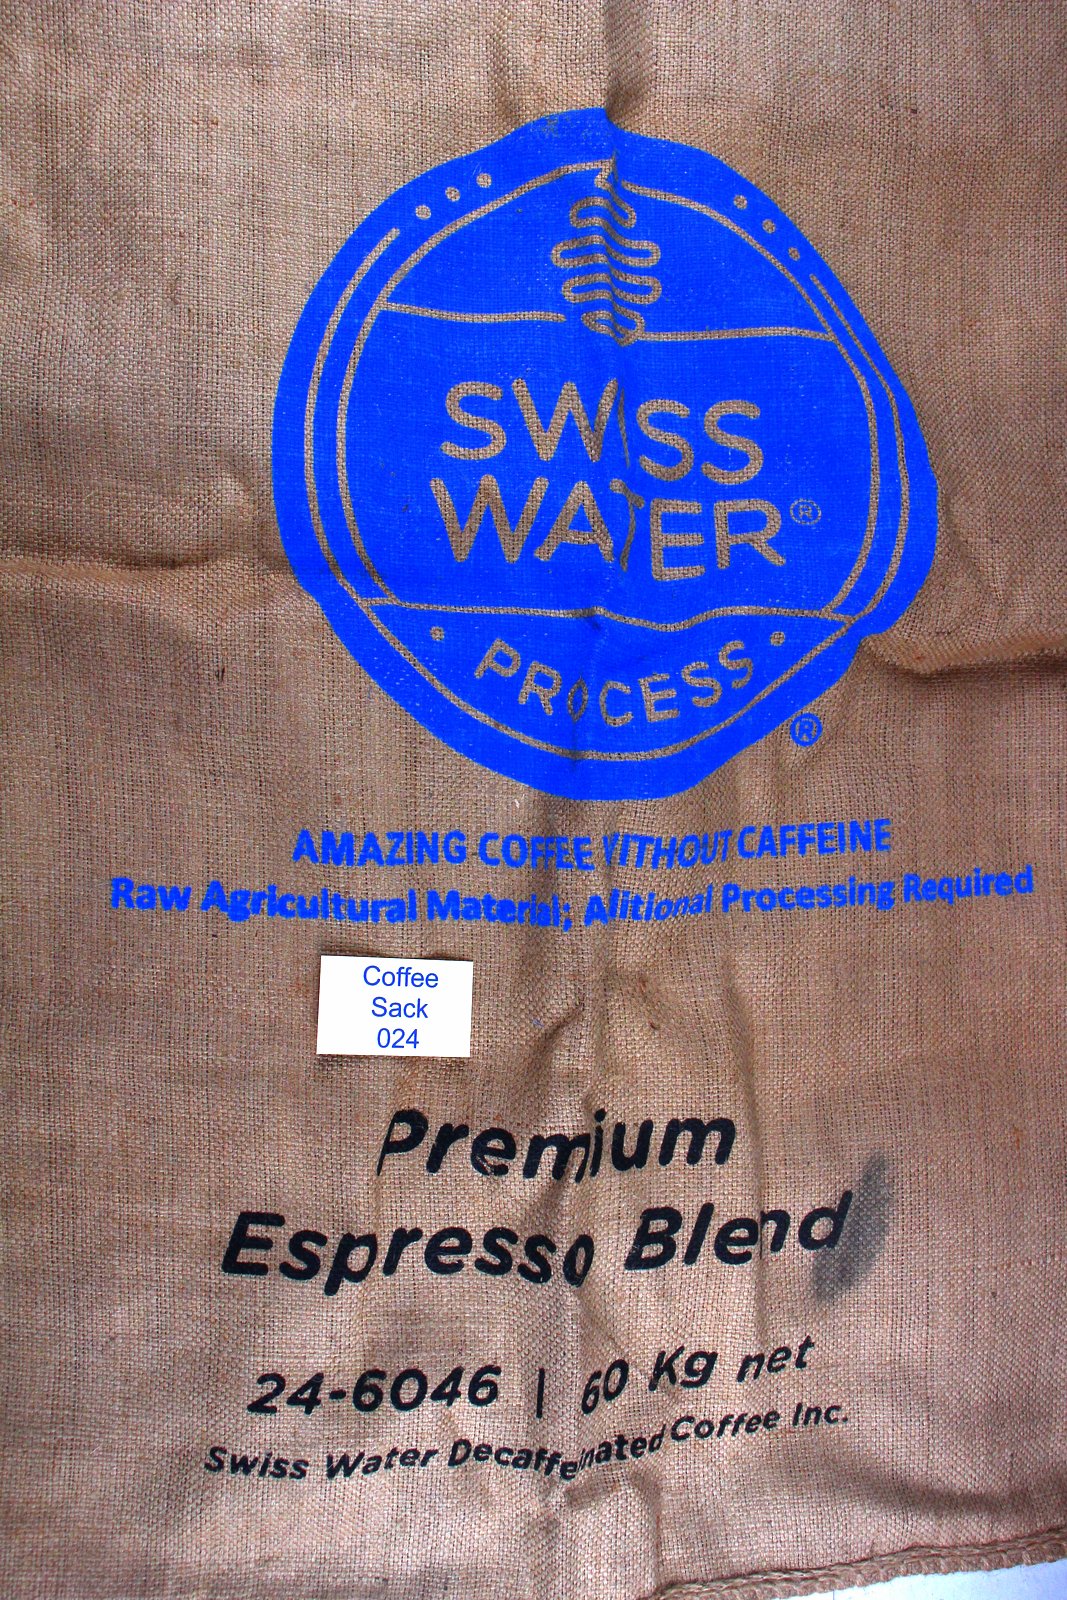 SWISS
WATER®
PROCESS
®
AMAZING COFFEE WITHOUT CAFFEINE
Raw Agricultural Material; Additional Processing Required
Coffee
Sack
024
Premium
Espresso Blend
24-6046 | 60 Kg net
Swiss Water Decaffeinated Coffee Inc.